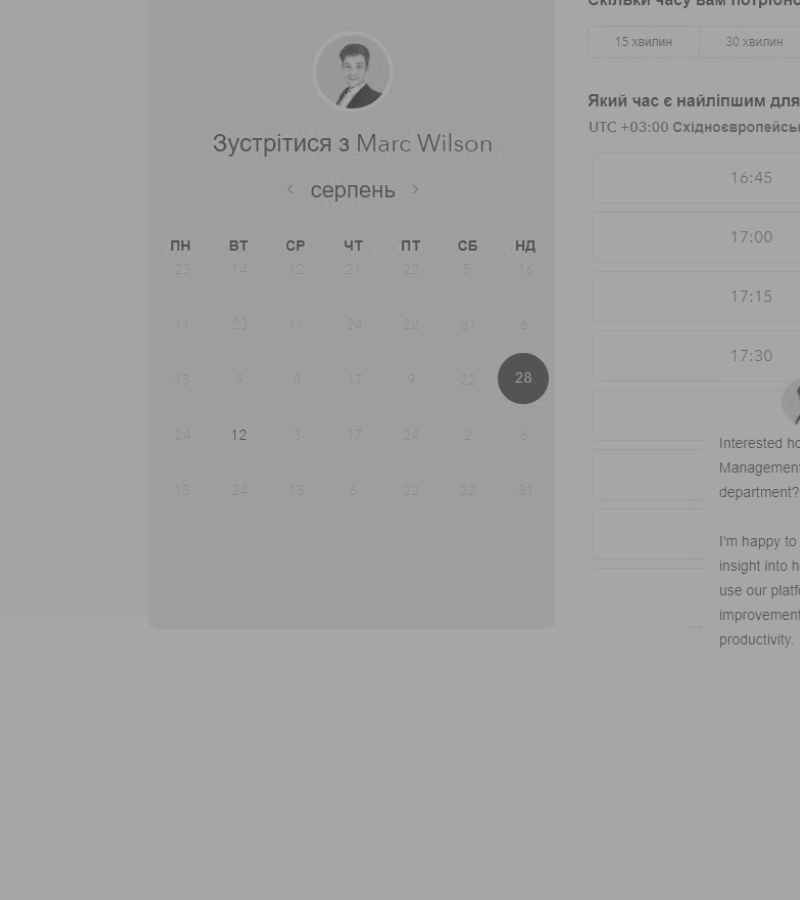 Скільки часу вам потрібно
15 хвилин 30 хвилин
Зустрітися з Marc Wilson
< серпень >
ПН ВТ СР ЧТ ПТ СБ НД
23 14 12 21 22 5 16
11 23 11 24 22 31 6
13 9 8 17 9 22 28
24 12 3 17 24 2 6
13 24 13 6 22 22 31
Який час є найліпшим для
UTC +03:00 Східноєвропейсь
16:45
17:00
17:15
17:30
Interested ho
Management
department?
I'm happy to
insight into h
use our platfo
improvement
productivity.